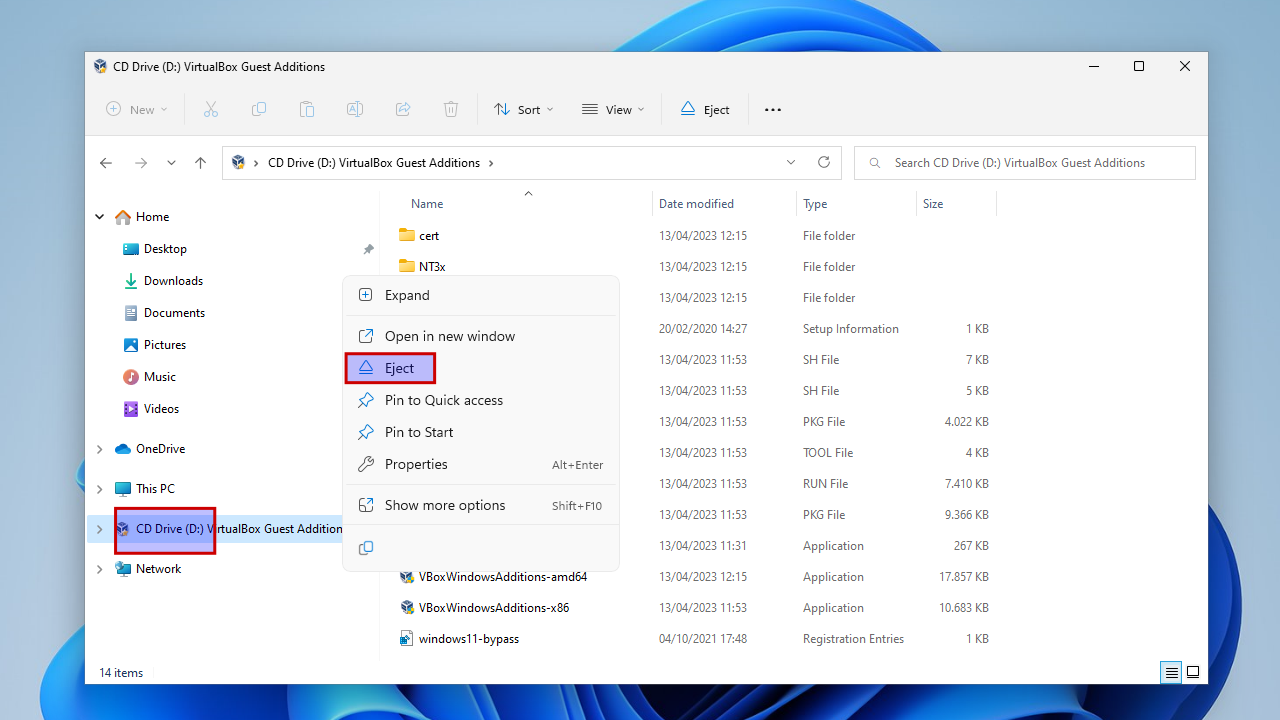 CD Drive (D:) VirtualBox Guest Additions
New Sort View Eject
CD Drive (D:) VirtualBox Guest Additions
Search CD Drive (D:) VirtualBox Guest Additions
Name Date modified Type Size
Home
Desktop
Downloads
Documents
Pictures
Music
Videos
OneDrive
This PC
CD Drive (D:) VirtualBox Guest Addition
Network
cert 13/04/2023 12:15 File folder
NT3x 13/04/2023 12:15 File folder
13/04/2023 12:15 File folder
20/02/2020 14:27 Setup Information 1 KB
13/04/2023 11:53 SH File 7 KB
13/04/2023 11:53 SH File 5 KB
13/04/2023 11:53 PKG File 4.022 KB
13/04/2023 11:53 TOOL File 4 KB
13/04/2023 11:53 RUN File 7.410 KB
13/04/2023 11:53 PKG File 9.366 KB
13/04/2023 11:31 Application 267 KB
VBoxWindowsAdditions-amd64 13/04/2023 12:15 Application 17.857 KB
VBoxWindowsAdditions-x86 13/04/2023 11:53 Application 10.683 KB
windows11-bypass 04/10/2021 17:48 Registration Entries 1 KB
Expand
Open in new window
Eject
Pin to Quick access
Pin to Start
Properties Alt+Enter
Show more options Shift+F10
14 items